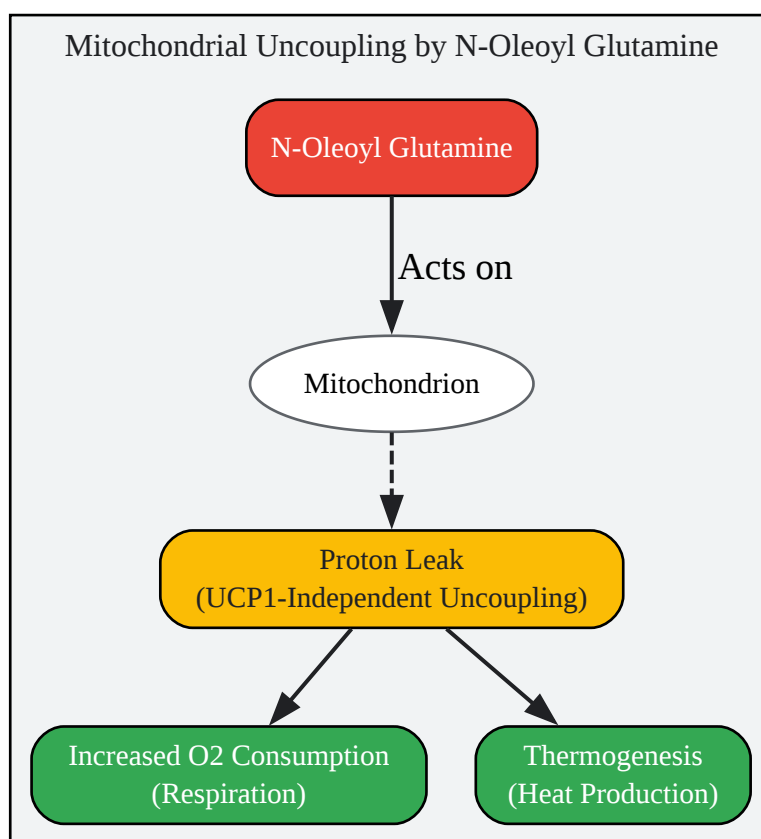 Mitochondrial Uncoupling by N-Oleoyl Glutamine
N-Oleoyl Glutamine
Acts on
Mitochondrion
Proton Leak
(UCP1-Independent Uncoupling)
Increased O2 Consumption
(Respiration)
Thermogenesis
(Heat Production)